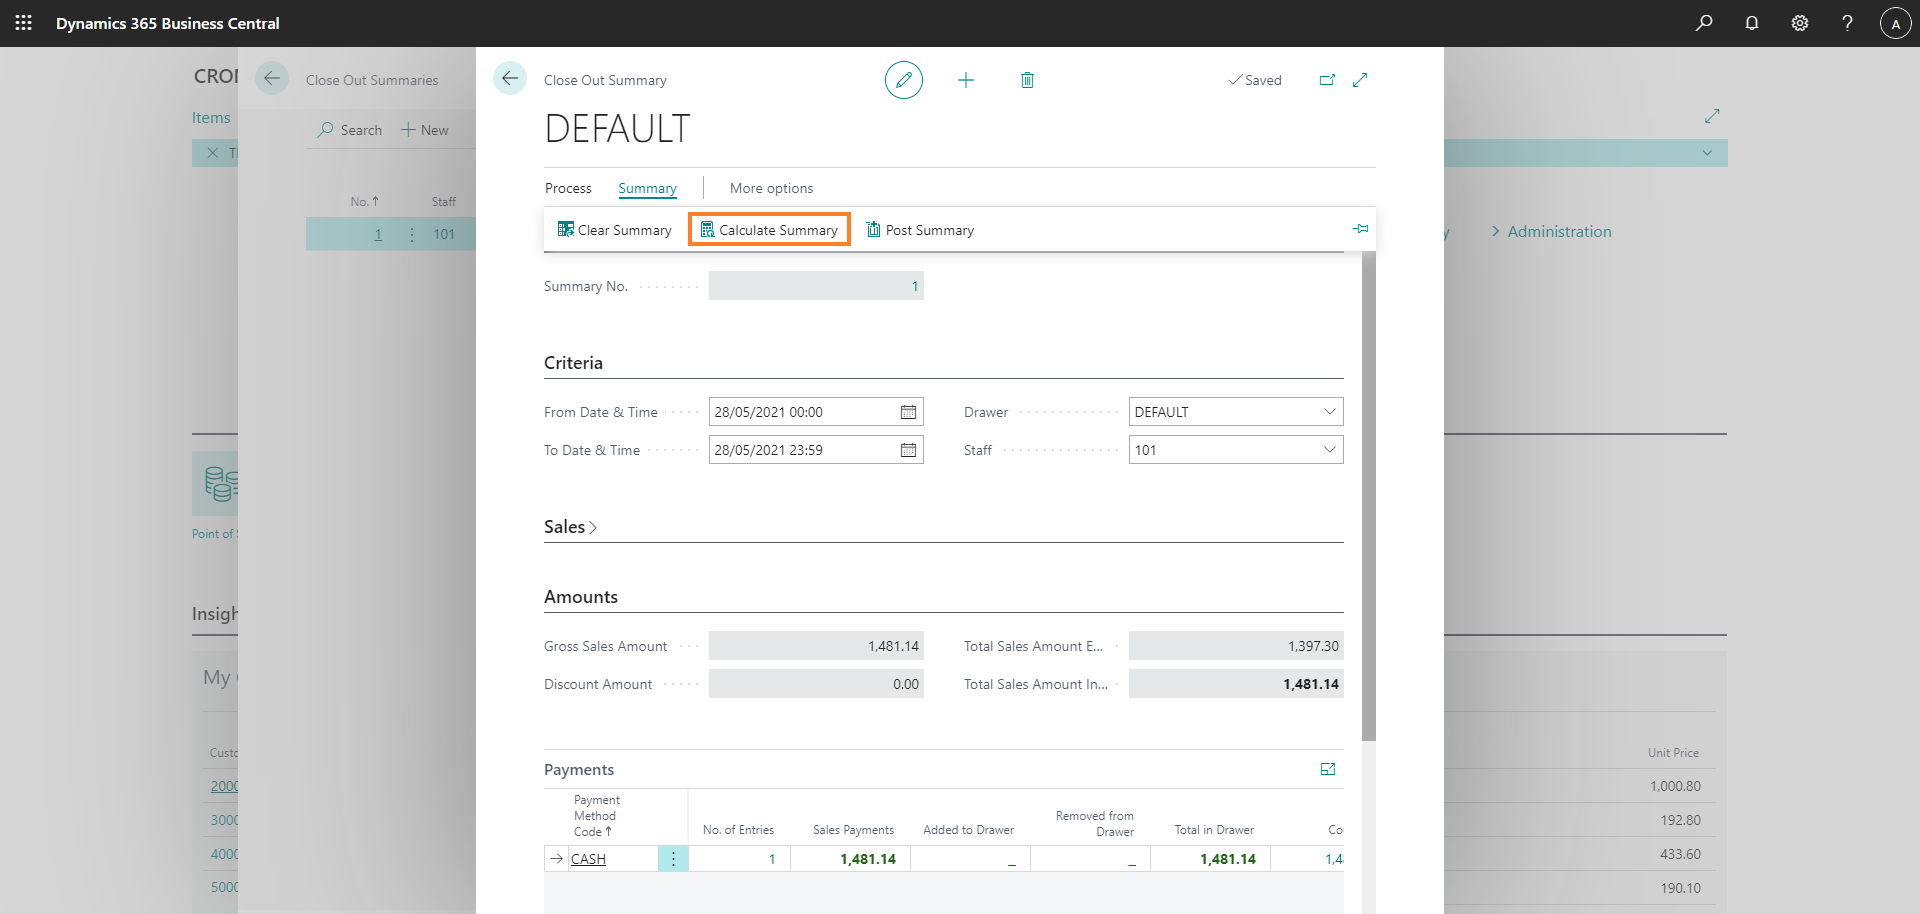 Dynamics 365 Business Central
A
Close Out Summaries
Items
Search
New
No. ↑
Staff
1
101
Point of
Insigh
My
Custo
2000
3000
4000
5000
Close Out Summary
Saved
DEFAULT
Process
Summary
More options
Clear Summary
Calculate Summary
Post Summary
Summary No.
1
Criteria
From Date & Time
28/05/2021 00:00
Drawer
DEFAULT
To Date & Time
28/05/2021 23:59
Staff
101
Sales
Amounts
Gross Sales Amount
1,481.14
Total Sales Amount E...
1,397.30
Discount Amount
0.00
Total Sales Amount In...
1,481.14
Payments
Payment
Method
Code ↑
No. of Entries
Sales Payments
Added to Drawer
Removed from
Drawer
Total in Drawer
Co
CASH
1
1,481.14
_
_
1,481.14
1,4
Administration
Unit Price
1,000.80
192.80
433.60
190.10